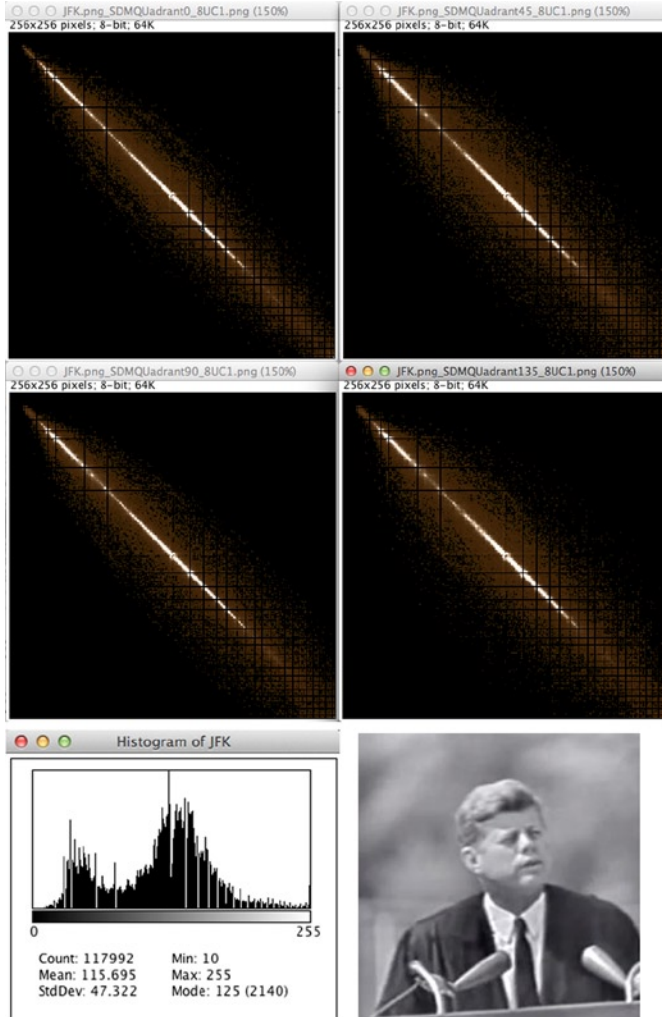 JFK.png_SDMQUadrant0_8UC1.png (150%)
256x256 pixels; 8-bit; 64K
JFK.png_SDMQUadrant45_8UC1.png (150%)
256x256 pixels; 8-bit; 64K
JFK.png_SDMQUadrant90_8UC1.png (150%)
256x256 pixels; 8-bit; 64K
JFK.png_SDMQUadrant135_8UC1.png (150%)
256x256 pixels; 8-bit; 64K
Histogram of JFK
0 255
Count: 117992 Min: 10
Mean: 115.695 Max: 255
StdDev: 47.322 Mode: 125 (2140)